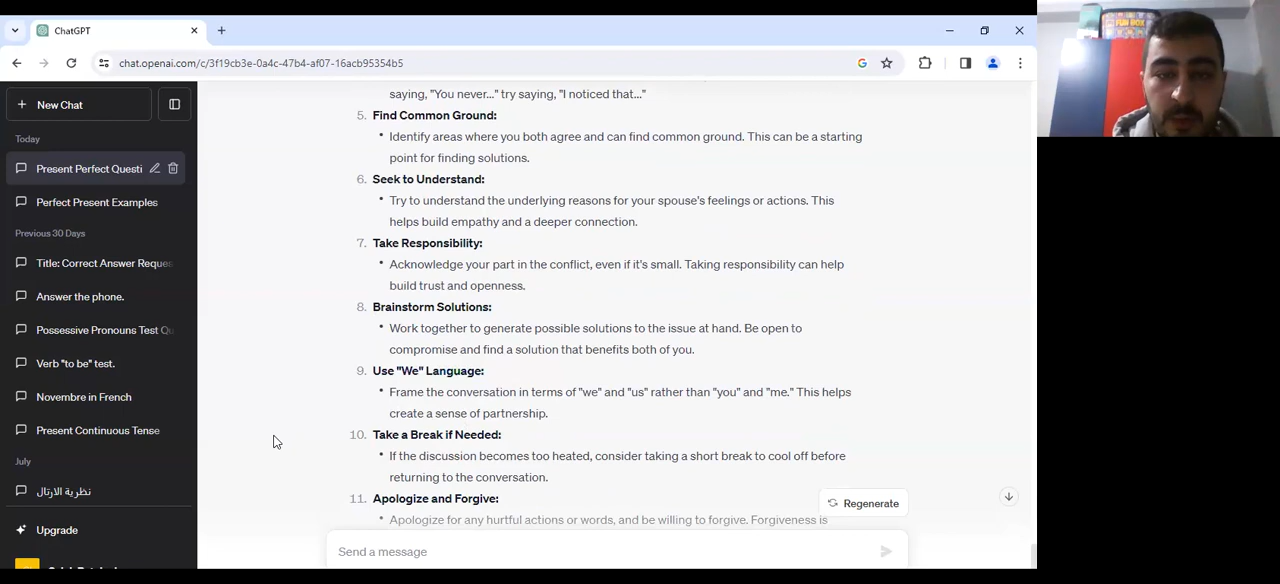 ChatGPT
chat.openai.com/c/3f19cb3e-0a4c-47b4-af07-16acb95354b5
New Chat
Today
Present Perfect Questi
Perfect Present Examples
Previous 30 Days
Title: Correct Answer Reques
Answer the phone.
Possessive Pronouns Test Qu
Verb "to be" test.
Novembre in French
Present Continuous Tense
July
نظرية الارتال
Upgrade
saying, "You never..." try saying, "I noticed that..."
5. Find Common Ground:
• Identify areas where you both agree and can find common ground. This can be a starting
point for finding solutions.
6. Seek to Understand:
• Try to understand the underlying reasons for your spouse's feelings or actions. This
helps build empathy and a deeper connection.
7. Take Responsibility:
• Acknowledge your part in the conflict, even if it's small. Taking responsibility can help
build trust and openness.
8. Brainstorm Solutions:
• Work together to generate possible solutions to the issue at hand. Be open to
compromise and find a solution that benefits both of you.
9. Use "We" Language:
• Frame the conversation in terms of "we" and "us" rather than "you" and "me." This helps
create a sense of partnership.
10. Take a Break if Needed:
• If the discussion becomes too heated, consider taking a short break to cool off before
returning to the conversation.
11. Apologize and Forgive:
• Apologize for any hurtful actions or words, and be willing to forgive. Forgiveness is
Regenerate
Send a message
FUN BOX